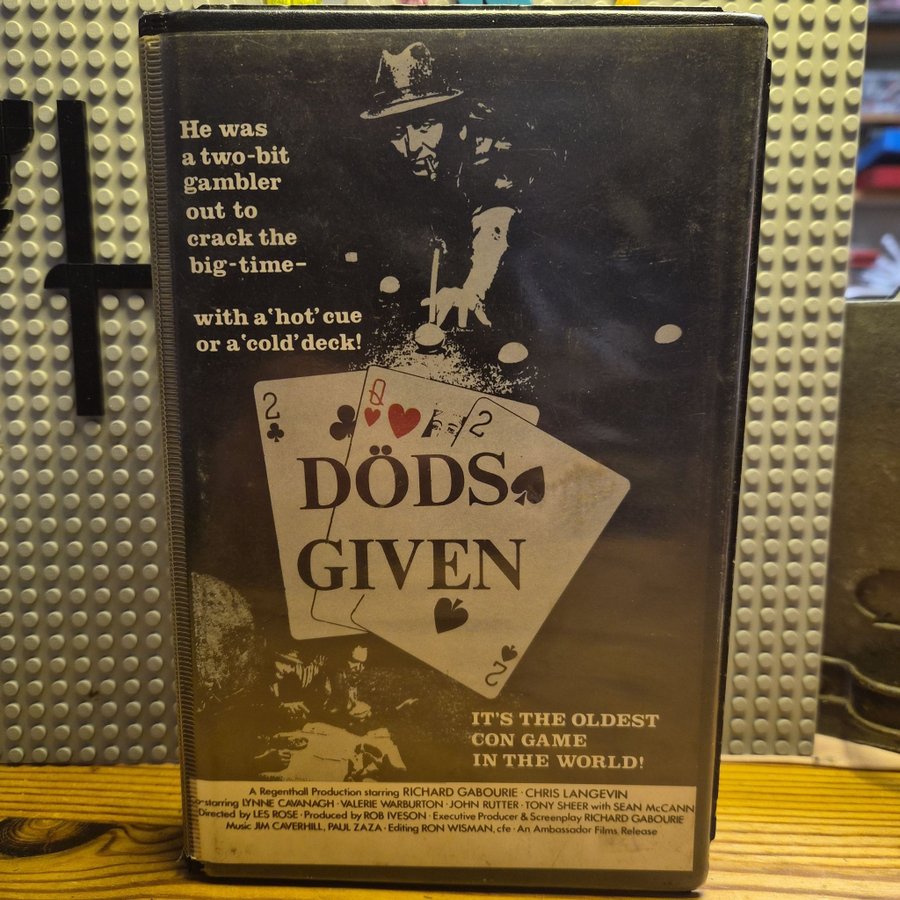 He was
a two-bit
gambler
out to
crack the
big-time-
with a 'hot' cue
or a 'cold' deck!
2
Q
2
DÖDS
GIVEN
2
IT'S THE OLDEST
CON GAME
IN THE WORLD!
A Regenthall Production starring RICHARD GABOURIE · CHRIS LANGEVIN
co-starring LYNNE CAVANAGH · VALERIE WARBURTON · JOHN RUTTER · TONY SHEER with SEAN McCANN
Directed by LES ROSE · Produced by ROB IVESON · Executive Producer & Screenplay RICHARD GABOURIE
Music JIM CAVERHILL, PAUL ZAZA · Editing RON WISMAN, cfe · An Ambassador Films Release